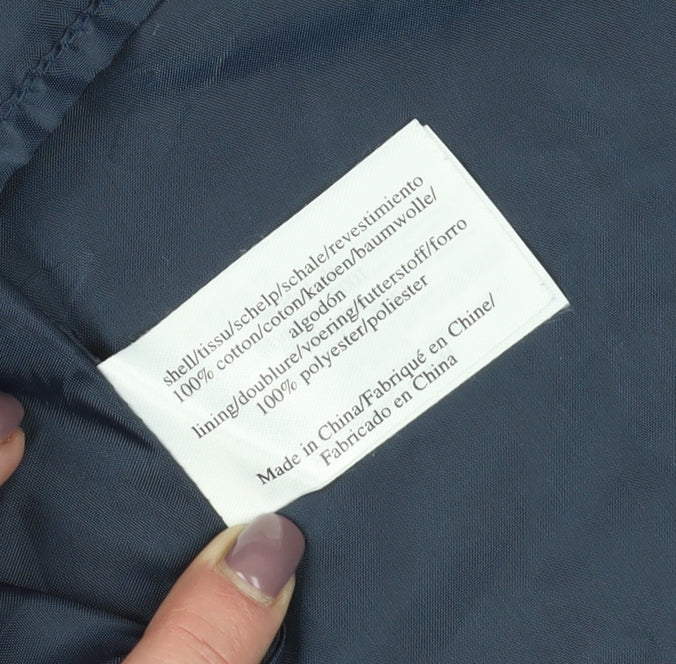 shell/tissu/schelp/schale/revestimiento
100% cotton/coton/katoen/baumwolle/
algodón
lining/doublure/voering/futterstoff/forro
100% polyester/poliester
Made in China/Fabriqué en Chine/
Fabricado en China